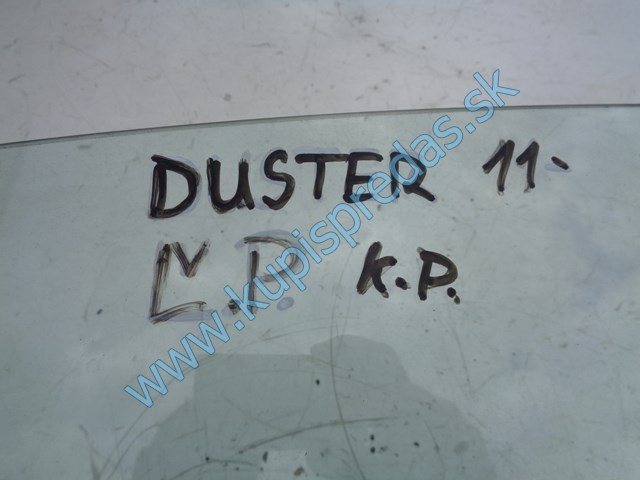 DUSTER 11-
Ľ.P. K.P.
www.kupispredas.sk